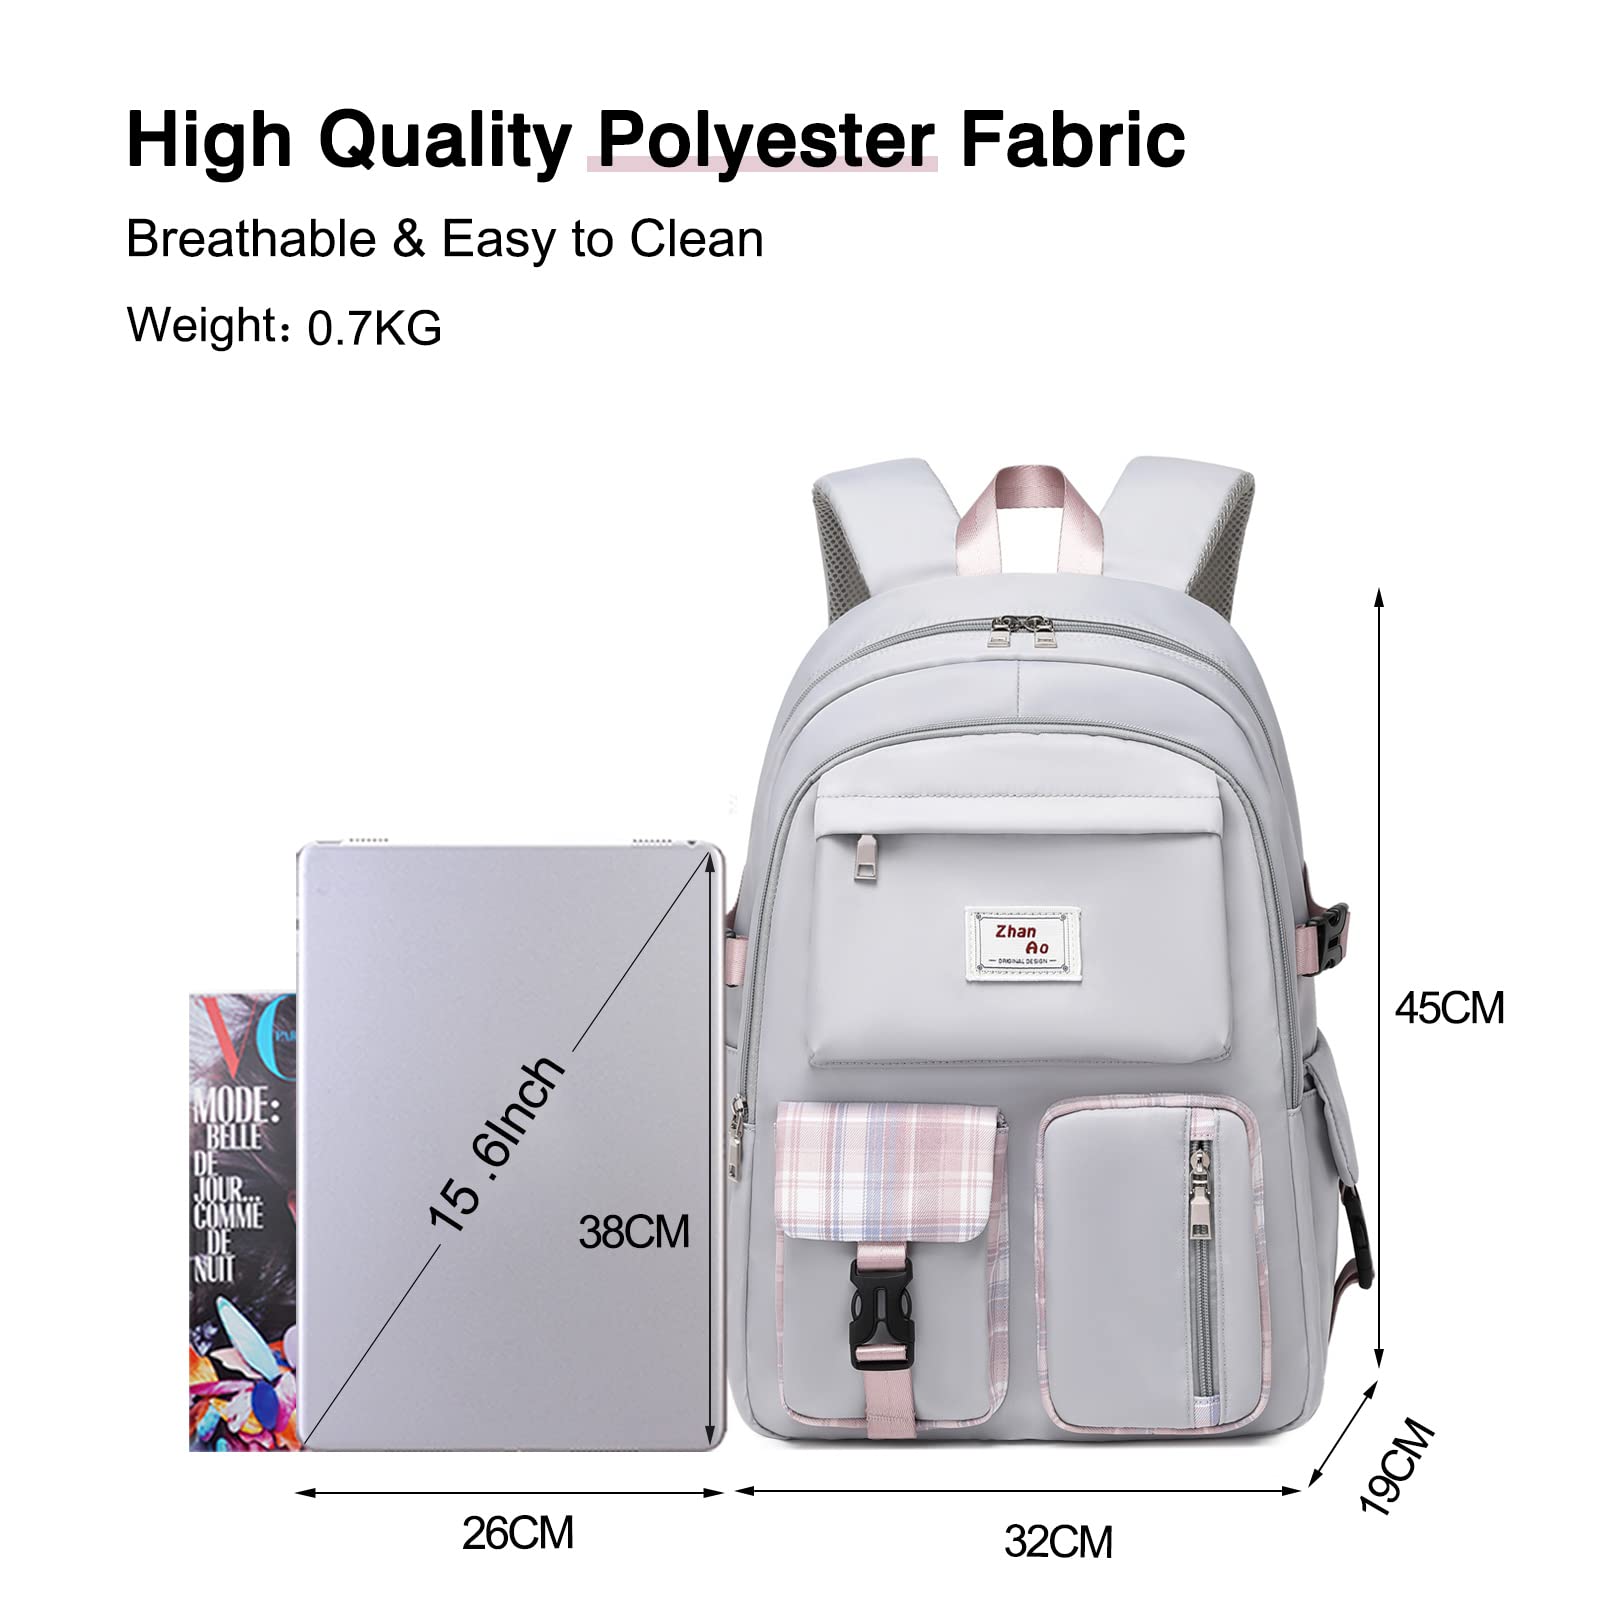 High Quality Polyester Fabric
Breathable & Easy to Clean
Weight: 0.7KG
Zhan
Ao
ORIGINAL DESIGN
45CM
MODE:
BELLE
DE
JOUR...
COMME
DE
NUIT
15 .6Inch
38CM
19CM
26CM
32CM